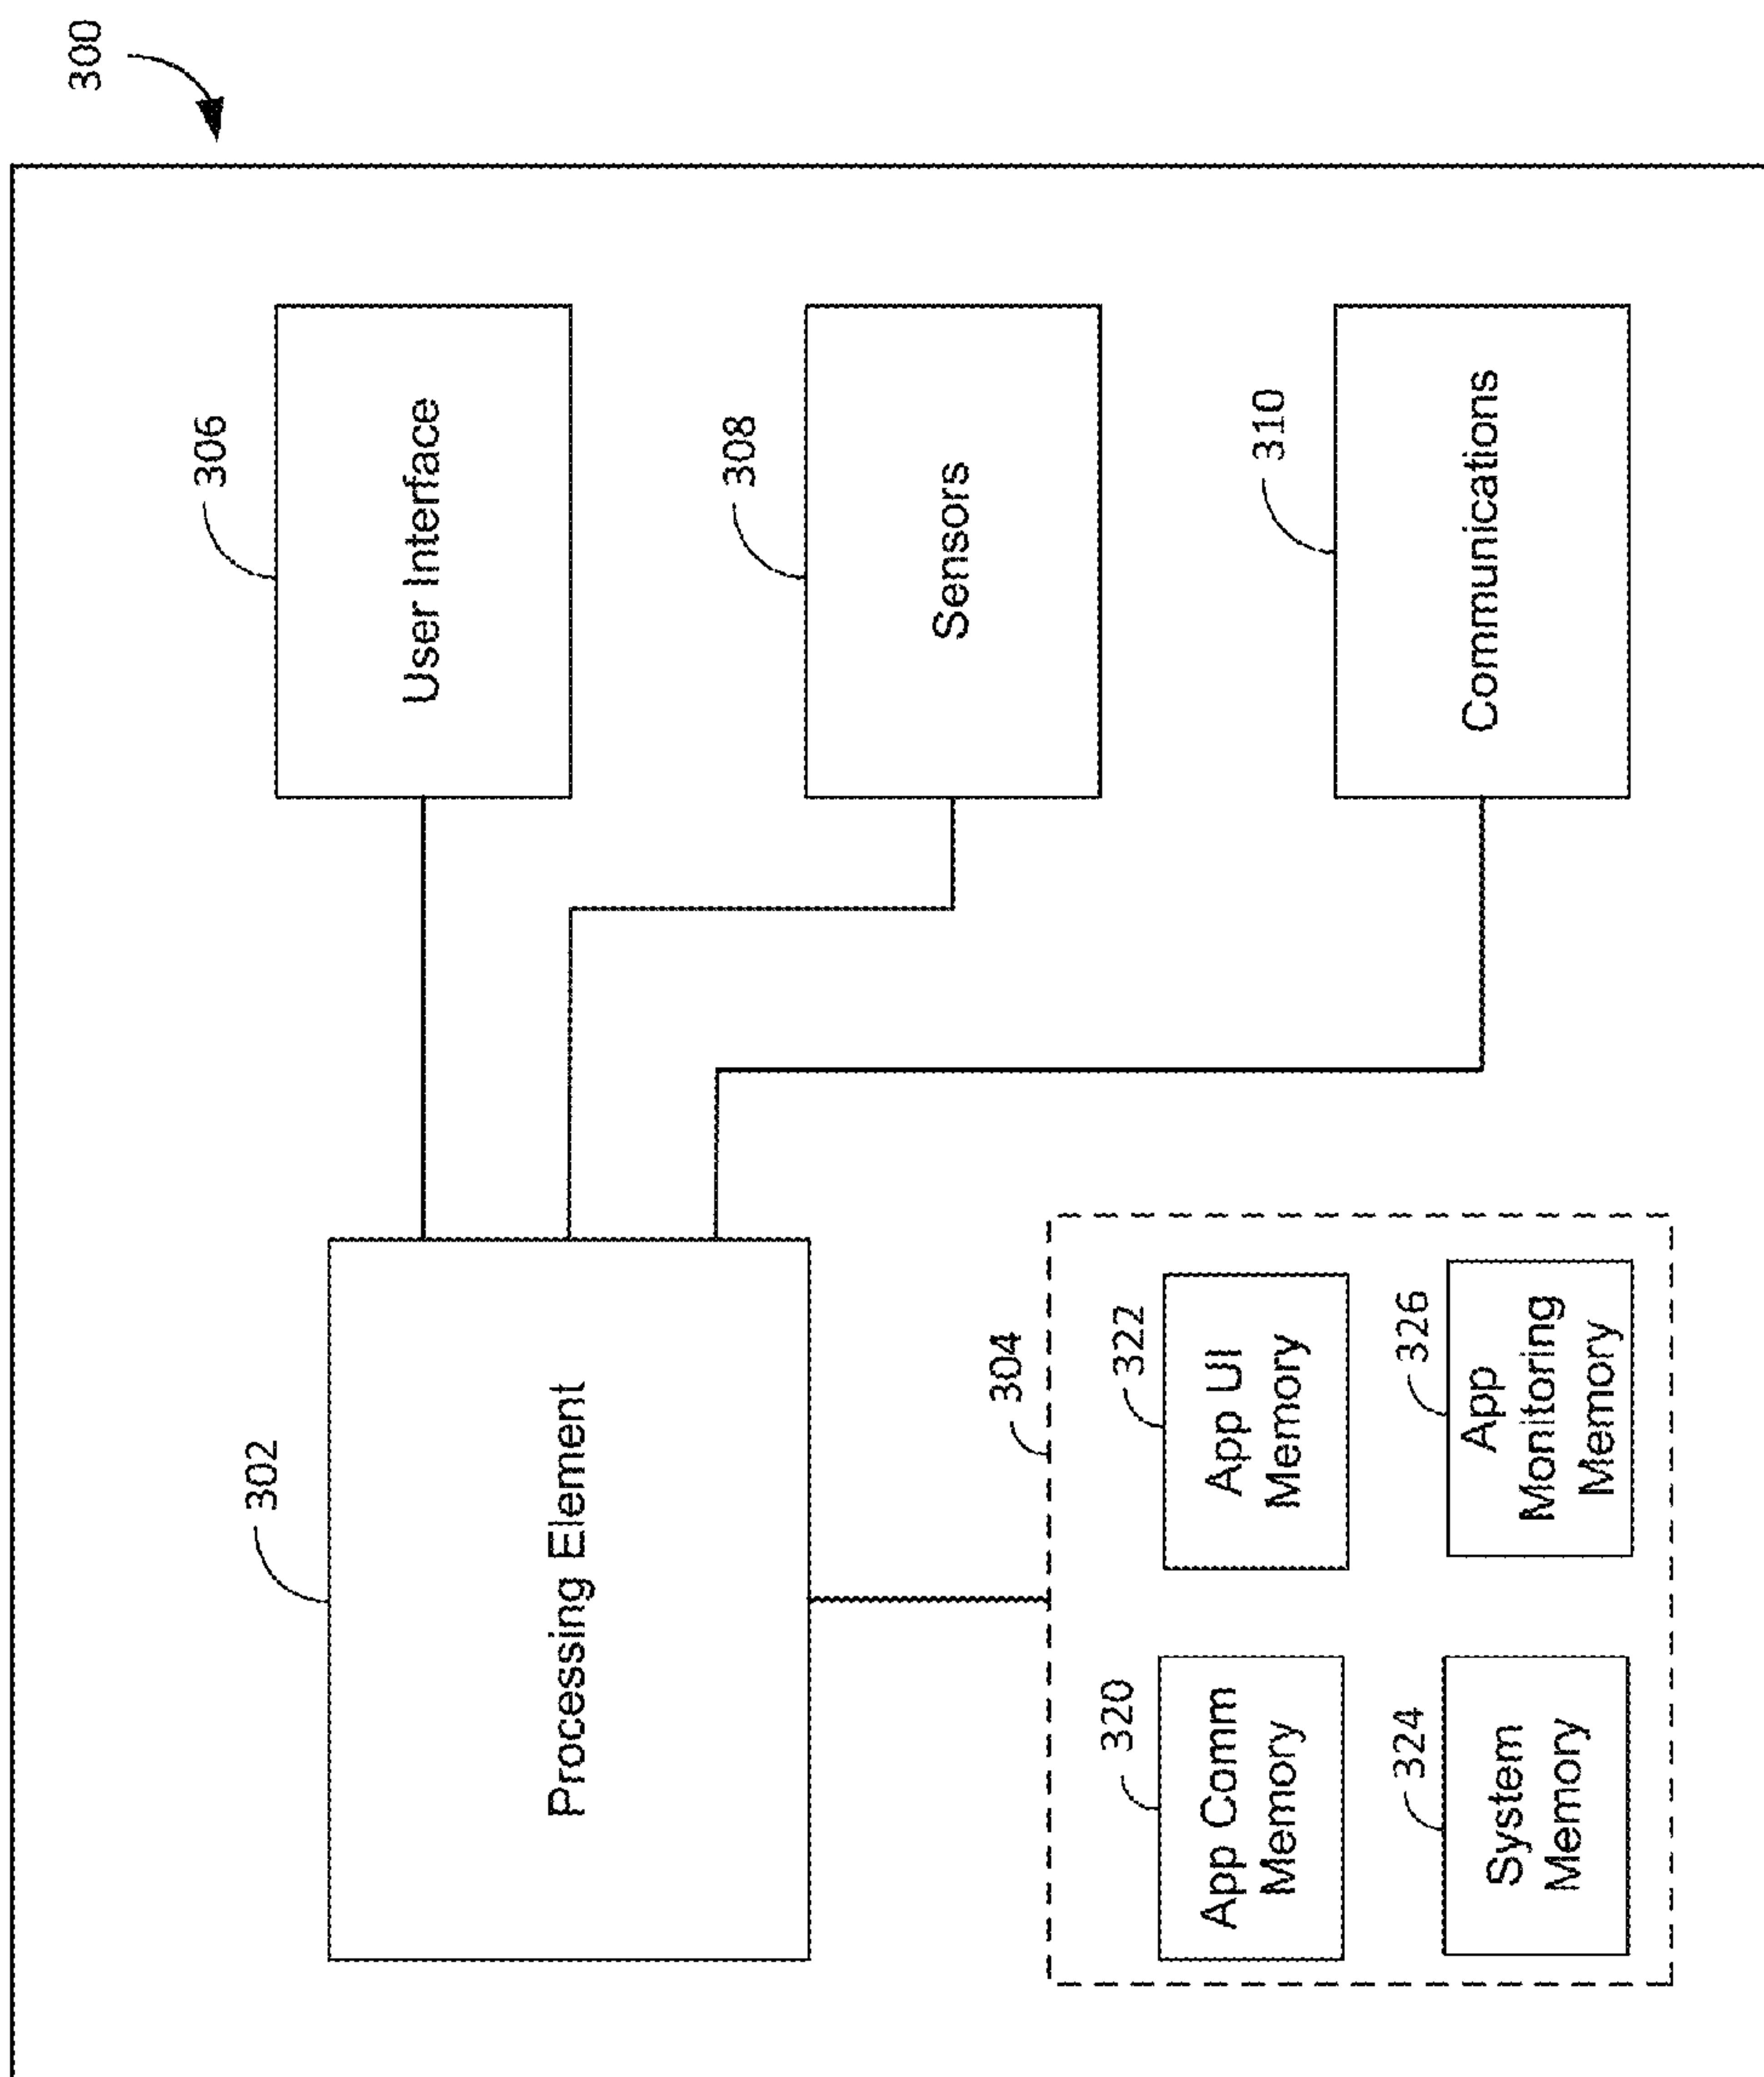 300
302
Processing Element
306
User Interface
308
Sensors
310
Communications
304
320
App Comm
Memory
322
App UI
Memory
324
System
Memory
326
App
Monitoring
Memory